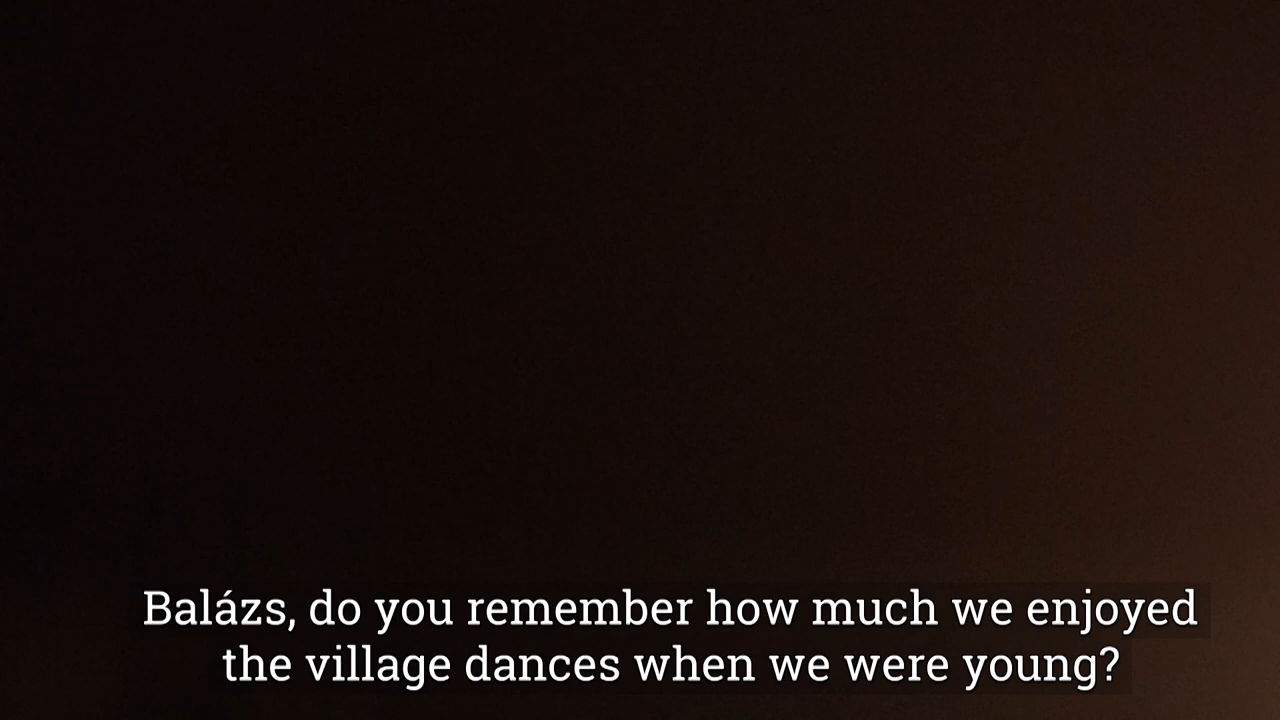 Balázs, do you remember how much we enjoyed
the village dances when we were young?